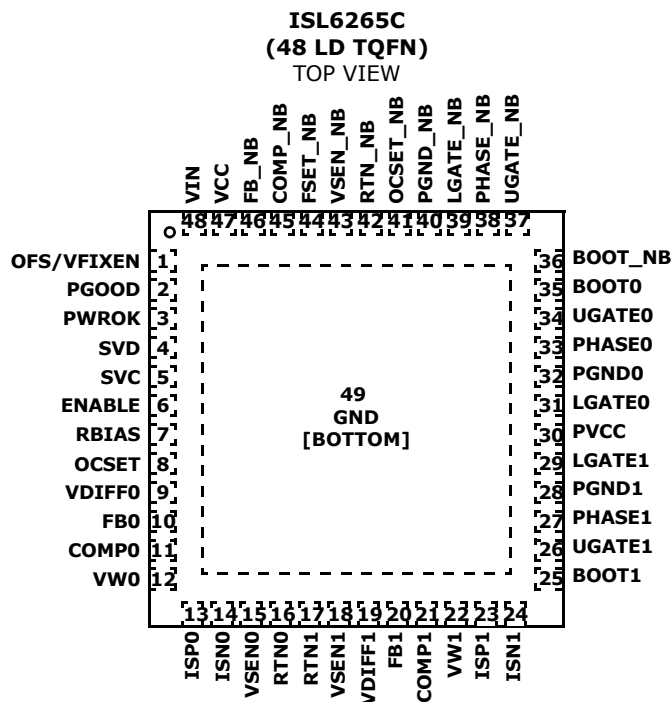 ISL6265C
(48 LD TQFN)
TOP VIEW
VIN
VCC
FB_NB
COMP_NB
FSET_NB
VSEN_NB
RTN_NB
OCSET_NB
PGND_NB
LGATE_NB
PHASE_NB
UGATE_NB
48 47 46 45 44 43 42 41 40 39 38 37
OFS/VFIXEN 1
PGOOD 2
PWROK 3
SVD 4
SVC 5
ENABLE 6
RBIAS 7
OCSET 8
VDIFF0 9
FB0 10
COMP0 11
VW0 12
49
GND
[BOTTOM]
36 BOOT_NB
35 BOOT0
34 UGATE0
33 PHASE0
32 PGND0
31 LGATE0
30 PVCC
29 LGATE1
28 PGND1
27 PHASE1
26 UGATE1
25 BOOT1
13 14 15 16 17 18 19 20 21 22 23 24
ISP0
ISN0
VSEN0
RTN0
RTN1
VSEN1
VDIFF1
FB1
COMP1
VW1
ISP1
ISN1